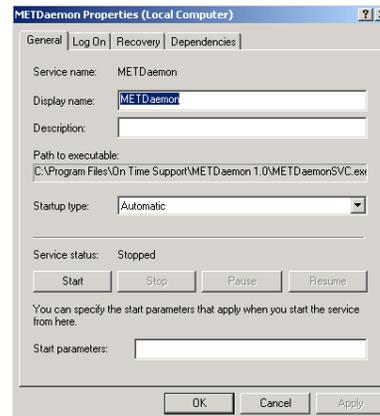 METDaemon Properties (Local Computer)
General Log On Recovery Dependencies
Service name: METDaemon
Display name: METDaemon
Description:
Path to executable:
C:\Program Files\On Time Support\METDaemon 1.0\METDaemonSVC.exe
Startup type: Automatic
Service status: Stopped
Start Stop Pause Resume
You can specify the start parameters that apply when you start the service
from here.
Start parameters:
OK Cancel Apply